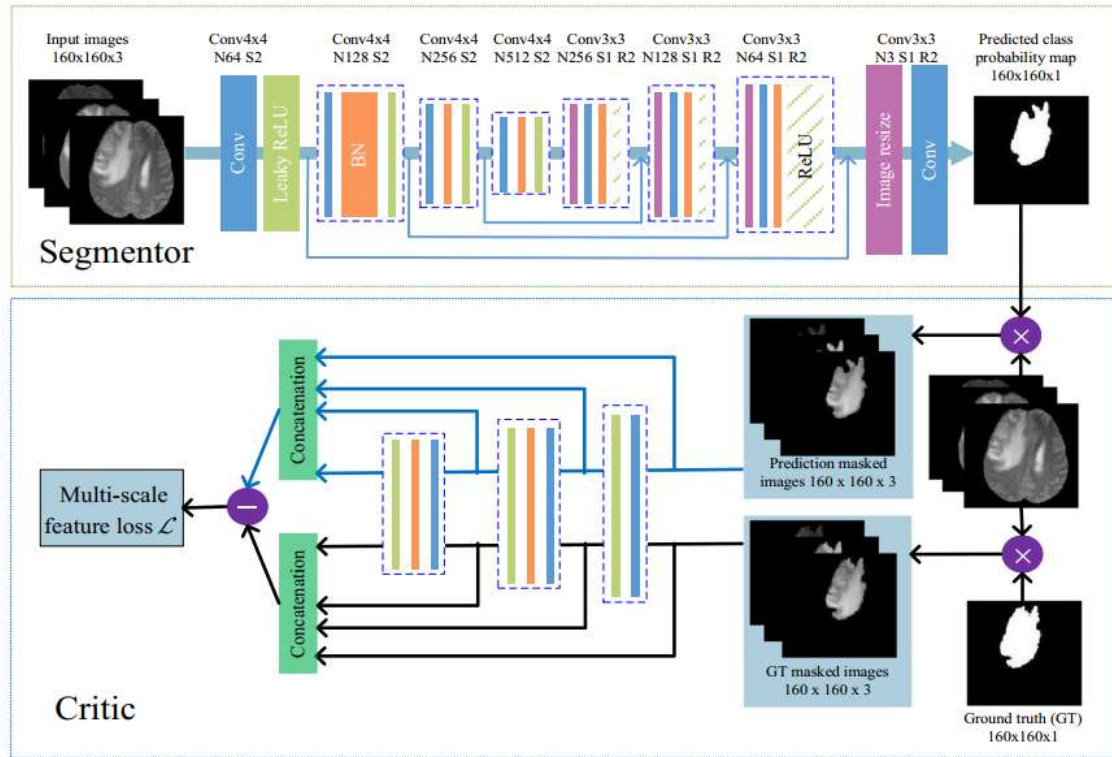 Input images
160x160x3
Conv4x4
N64 S2
Conv4x4
N128 S2
Conv4x4
N256 S2
Conv4x4
N512 S2
Conv3x3
N256 S1 R2
Conv3x3
N128 S1 R2
Conv3x3
N64 S1 R2
Conv3x3
N3 S1 R2
Predicted class
probability map
160x160x1
Conv
Leaky ReLU
BN
ReLU
Image resize
Conv
Segmentor
×
Concatenation
Prediction masked
images 160 x 160 x 3
Multi-scale
feature loss ℒ
−
×
Concatenation
GT masked images
160 x 160 x 3
Critic
Ground truth (GT)
160x160x1